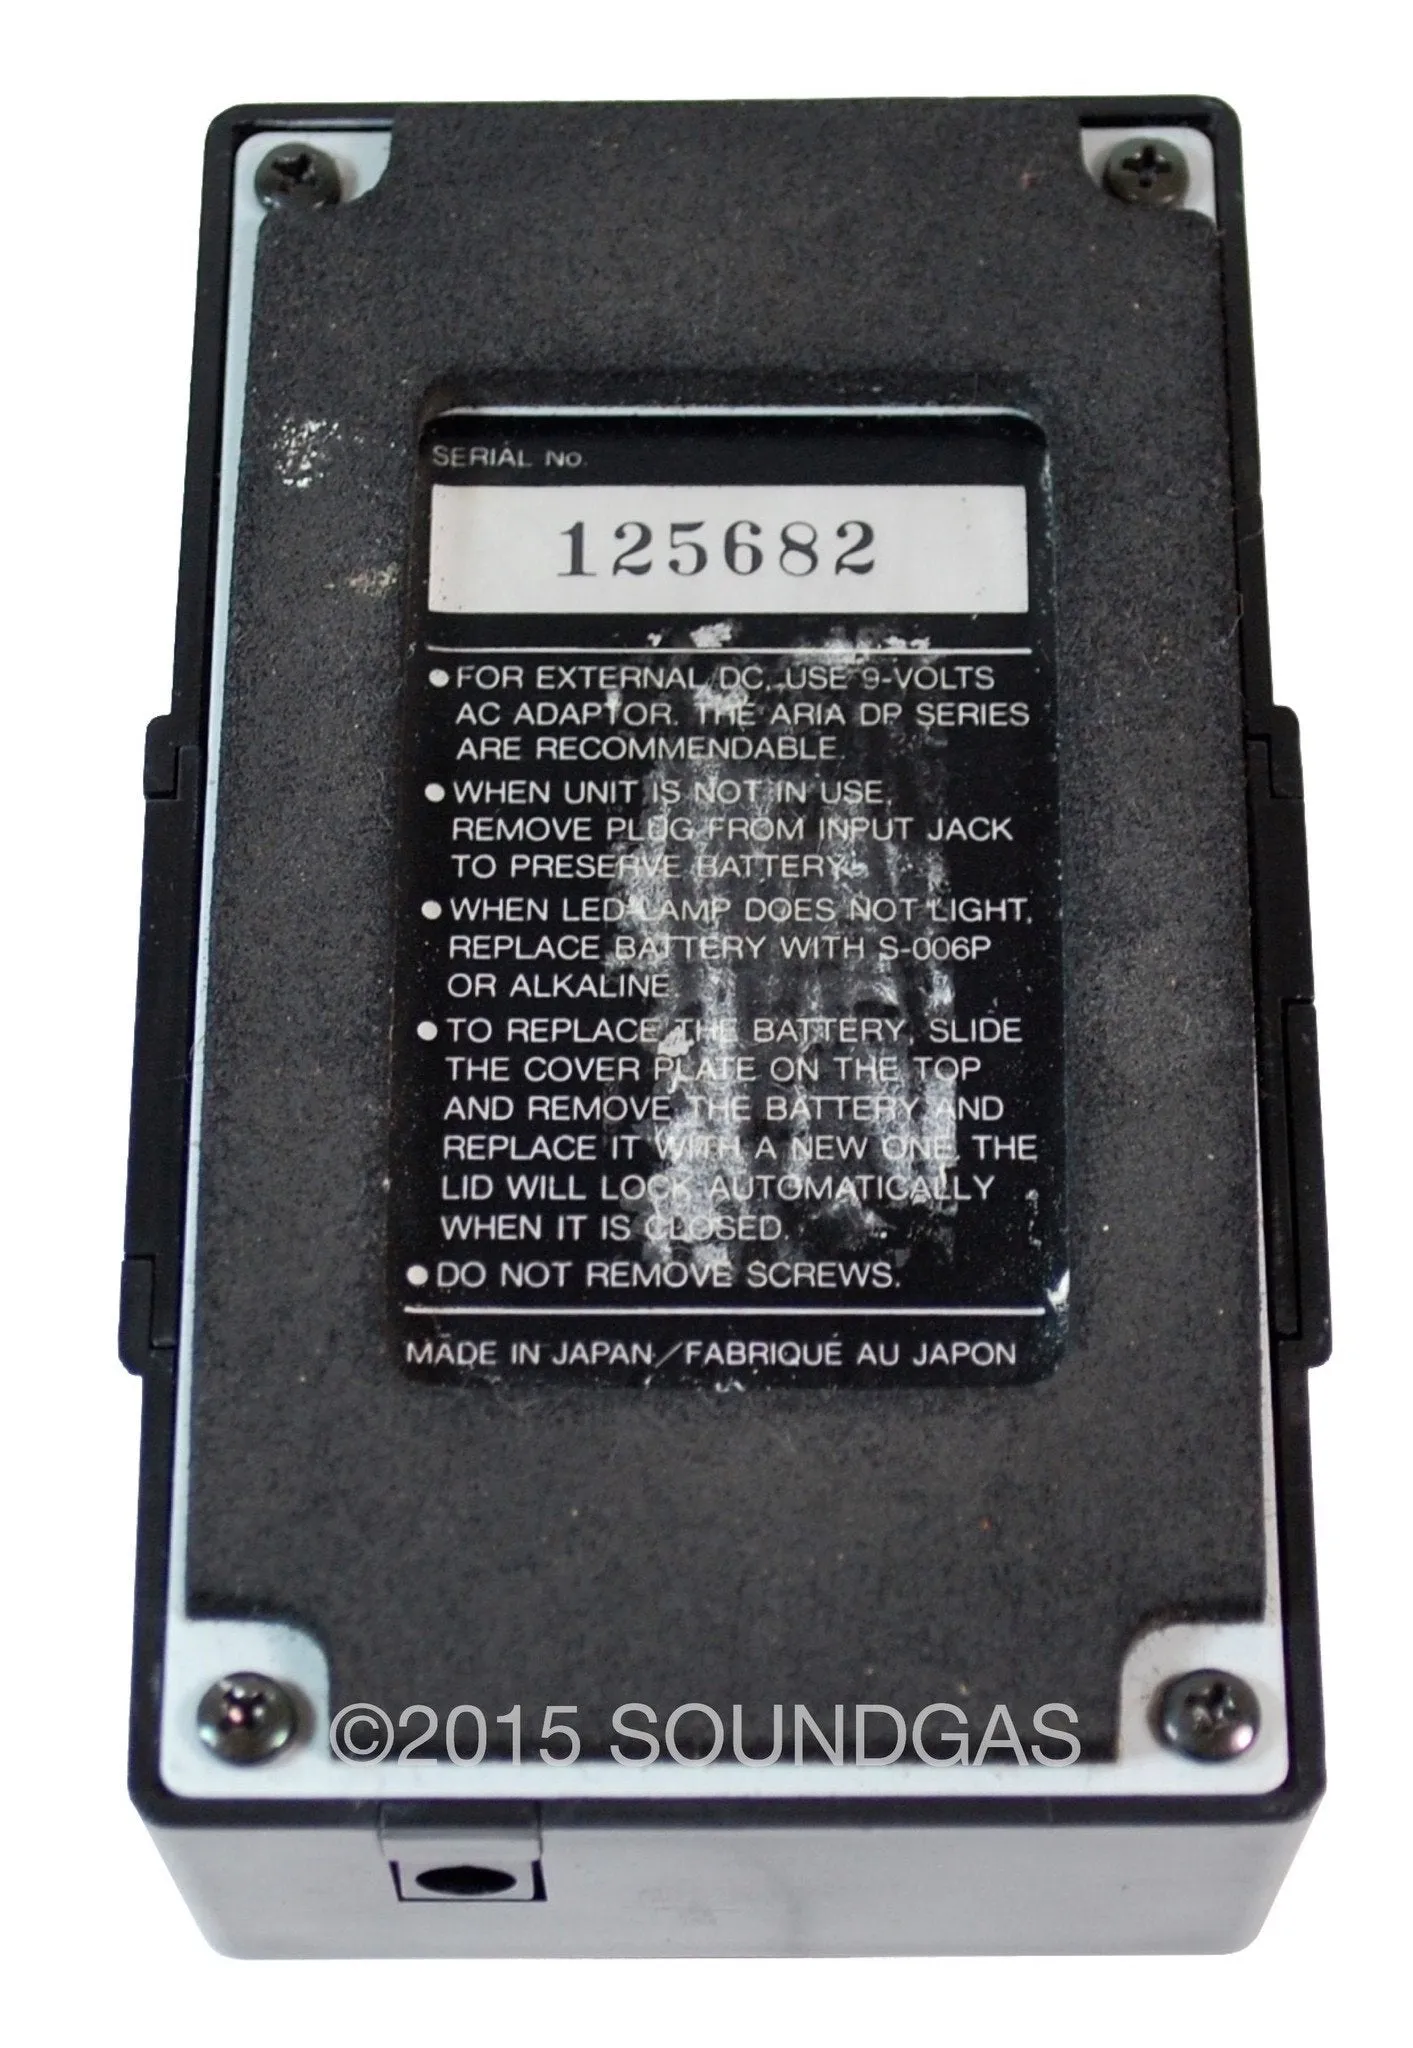 SERIAL No.
125682
● FOR EXTERNAL DC, USE 9-VOLTS
AC ADAPTOR. THE ARIA DP SERIES
ARE RECOMMENDABLE.
● WHEN UNIT IS NOT IN USE,
REMOVE PLUG FROM INPUT JACK
TO PRESERVE BATTERY.
● WHEN LED LAMP DOES NOT LIGHT,
REPLACE BATTERY WITH S-006P
OR ALKALINE.
● TO REPLACE THE BATTERY, SLIDE
THE COVER PLATE ON THE TOP
AND REMOVE THE BATTERY AND
REPLACE IT WITH A NEW ONE. THE
LID WILL LOCK AUTOMATICALLY
WHEN IT IS CLOSED.
● DO NOT REMOVE SCREWS.
MADE IN JAPAN/FABRIQUÉ AU JAPON
©2015 SOUNDGAS